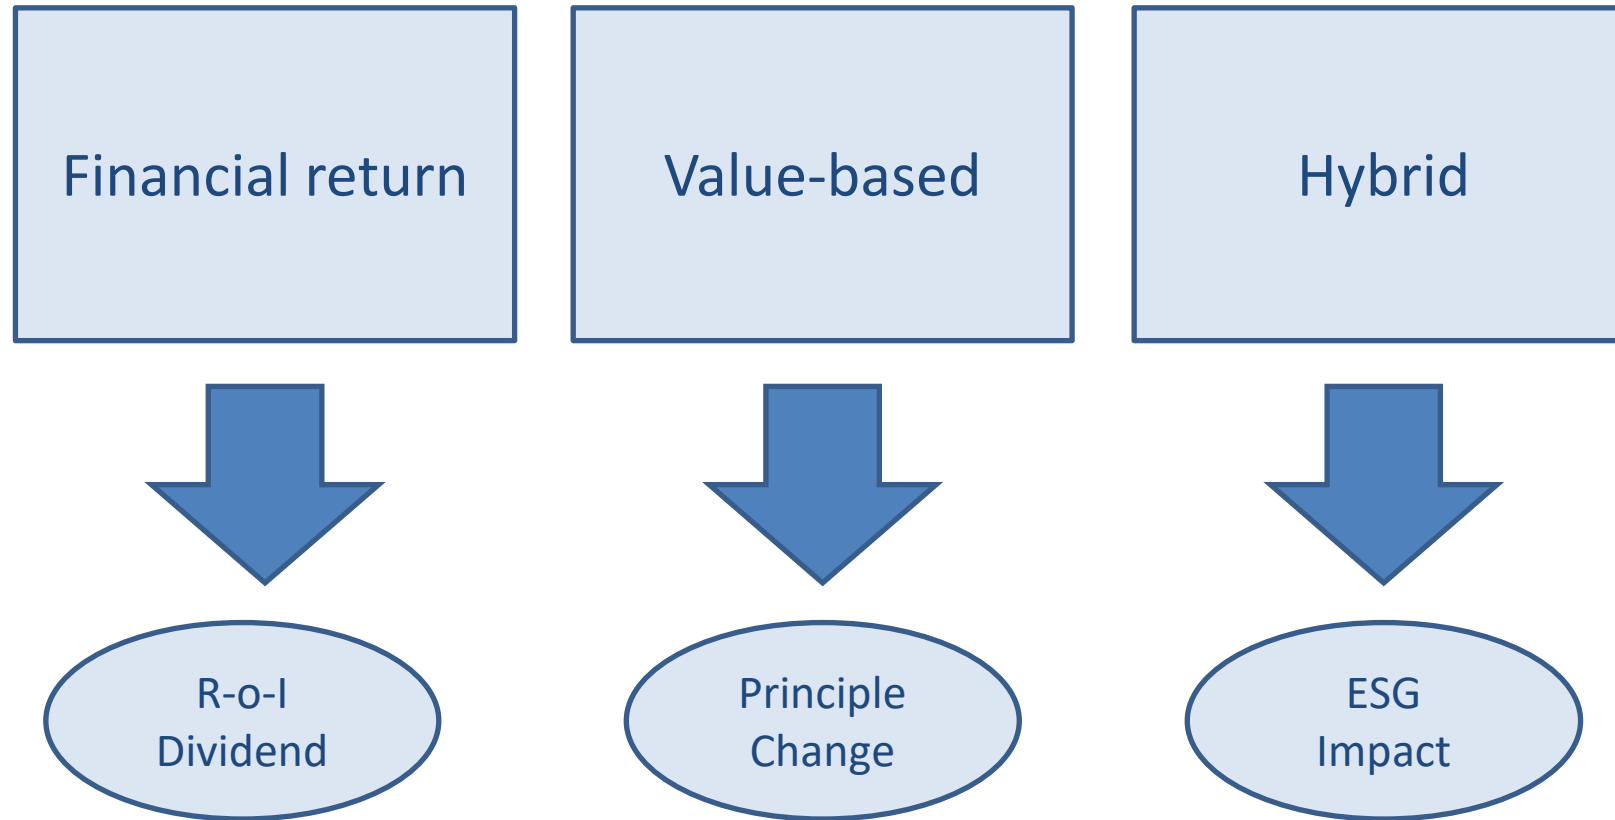 Financial return
Value-based
Hybrid
R-o-I
Dividend
Principle
Change
ESG
Impact